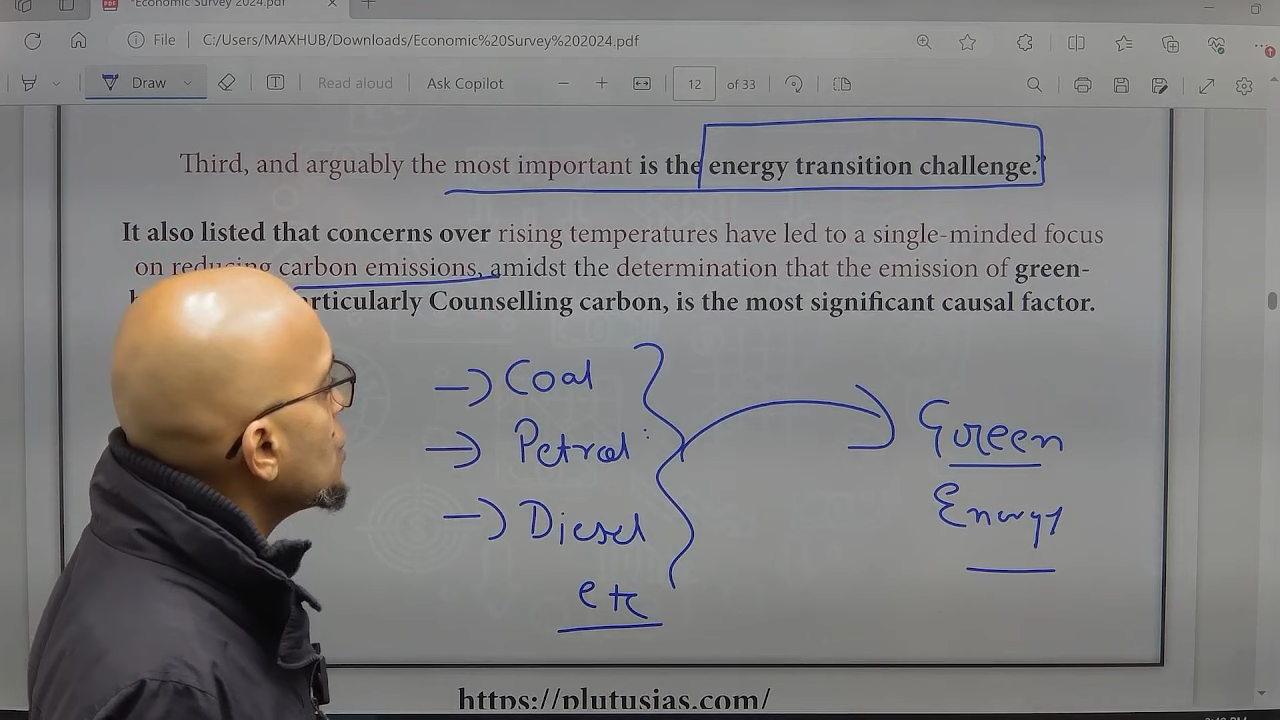 Economic Survey 2024.pdf
File C:/Users/MAXHUB/Downloads/Economic%20Survey%202024.pdf
Draw Read aloud Ask Copilot 12 of 33
Third, and arguably the most important is the energy transition challenge."
It also listed that concerns over rising temperatures have led to a single-minded focus
on reducing carbon emissions, amidst the determination that the emission of green-
rticularly Counselling carbon, is the most significant causal factor.
→ Coal
→ Petrol
→ Diesel
etc
Green
Energy
https://plutusias.com/